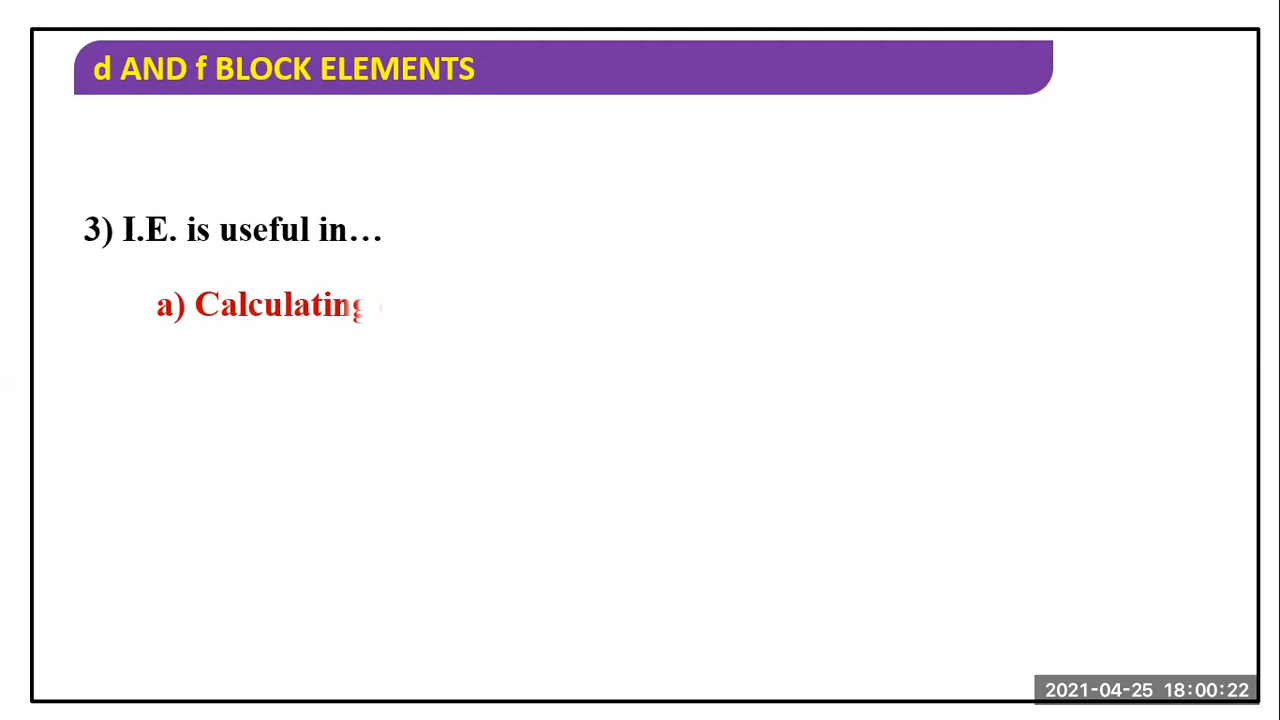 d AND f BLOCK ELEMENTS
3) I.E. is useful in…
a) Calculating
2021-04-25 18:00:22